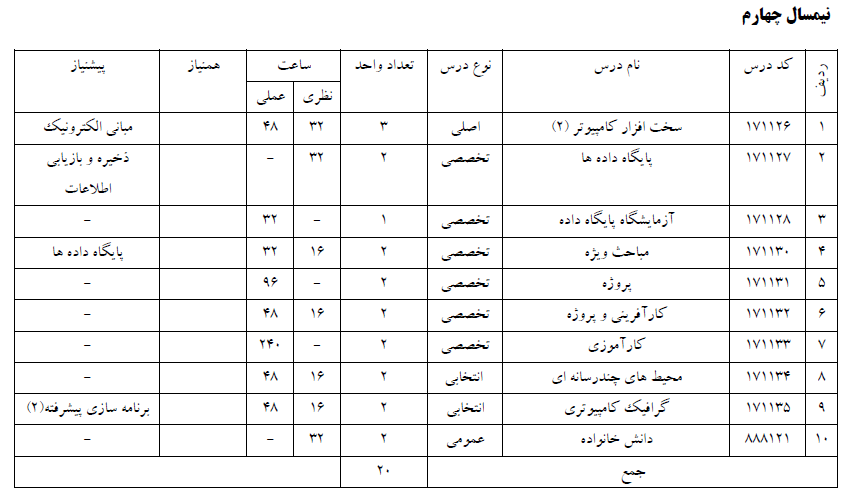 نیمسال چهارم
ردیف کد درس نام درس نوع درس تعداد واحد ساعت همنیاز پیشنیاز
نظری عملی
۱ ۱۷۱۱۲۶ سخت افزار کامپیوتر (۲) اصلی ۳ ۳۲ ۴۸ مبانی الکترونیک
۲ ۱۷۱۱۲۷ پایگاه داده ها تخصصی ۲ ۳۲ - ذخیره و بازیابی
اطلاعات
۳ ۱۷۱۱۲۸ آزمایشگاه پایگاه داده تخصصی ۱ - ۳۲ -
۴ ۱۷۱۱۳۰ مباحث ویژه تخصصی ۲ ۱۶ ۳۲ پایگاه داده ها
۵ ۱۷۱۱۳۱ پروژه تخصصی ۲ - ۹۶ -
۶ ۱۷۱۱۳۲ کارآفرینی و پروژه تخصصی ۲ ۱۶ ۴۸ -
۷ ۱۷۱۱۳۳ کارآموزی تخصصی ۲ - ۲۴۰ -
۸ ۱۷۱۱۳۴ محیط های چندرسانه ای انتخابی ۲ ۱۶ ۴۸ -
۹ ۱۷۱۱۳۵ گرافیک کامپیوتری انتخابی ۲ ۱۶ ۴۸ برنامه سازی پیشرفته(۲)
۱۰ ۸۸۸۱۲۱ دانش خانواده عمومی ۲ ۳۲ - -
جمع ۲۰